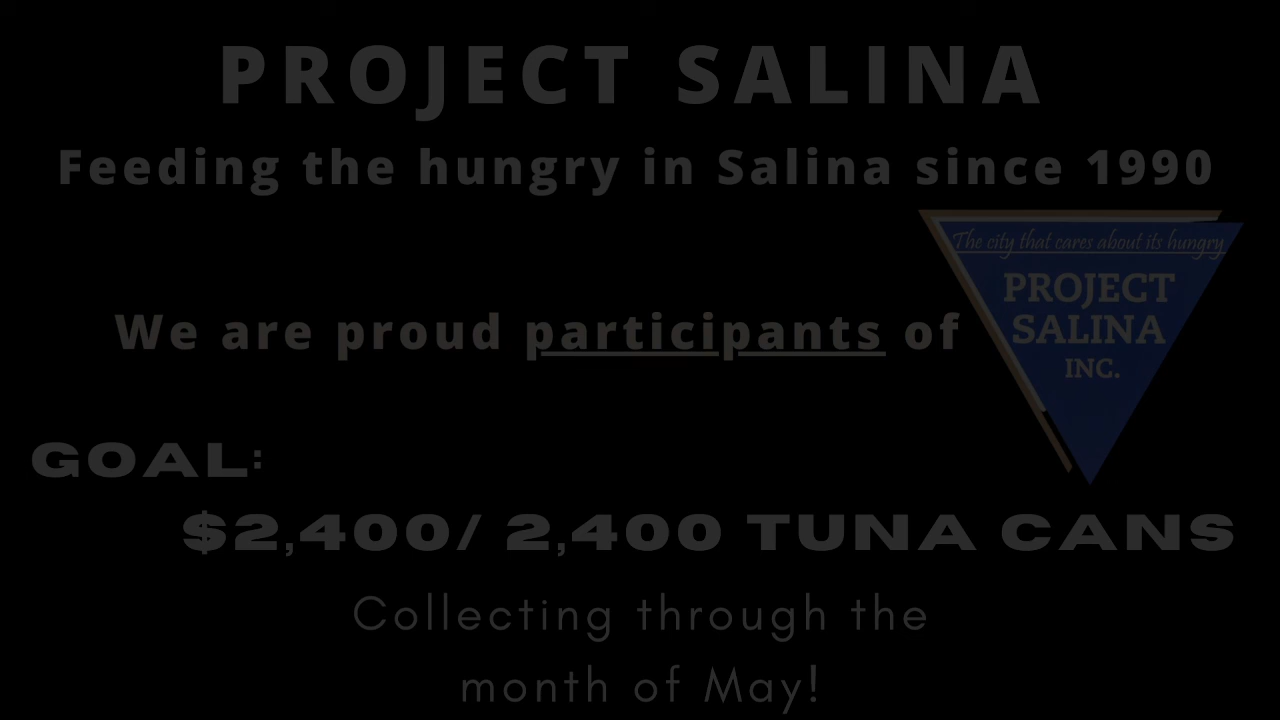 PROJECT SALINA
Feeding the hungry in Salina since 1990
The city that cares about its hungry
PROJECT
SALINA
INC.
We are proud participants of
GOAL:
$2,400/ 2,400 TUNA CANS
Collecting through the
month of May!